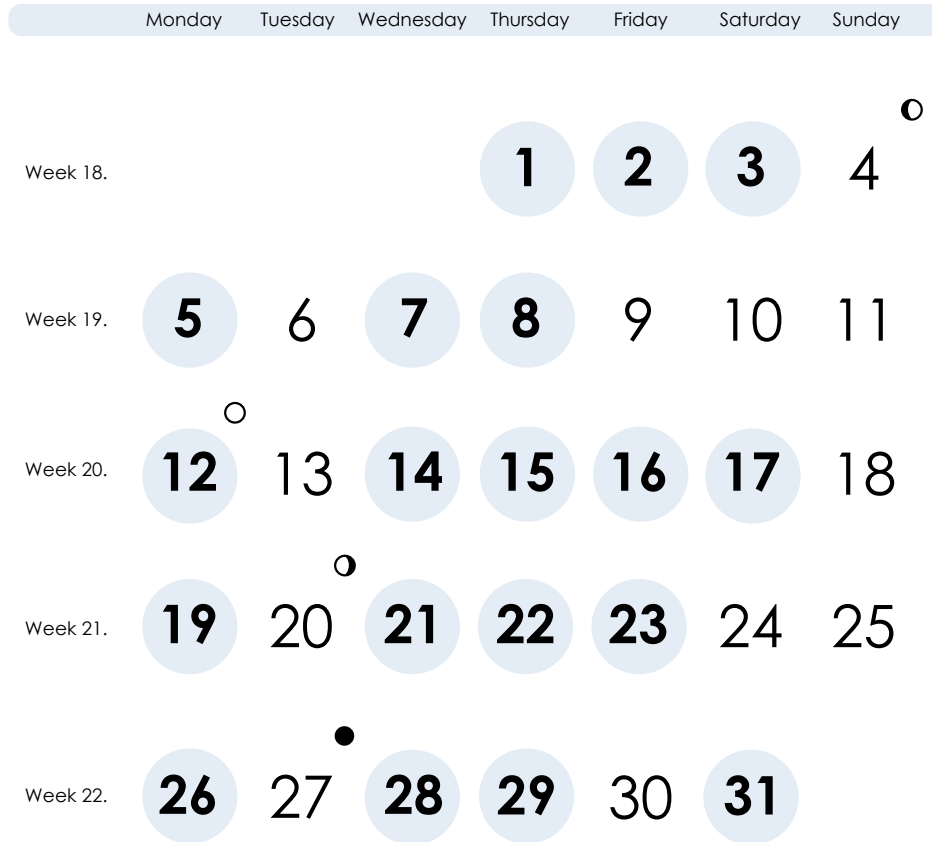 Monday Tuesday Wednesday Thursday Friday Saturday Sunday
Week 18. 1 2 3 4
Week 19. 5 6 7 8 9 10 11
Week 20. 12 13 14 15 16 17 18
Week 21. 19 20 21 22 23 24 25
Week 22. 26 27 28 29 30 31